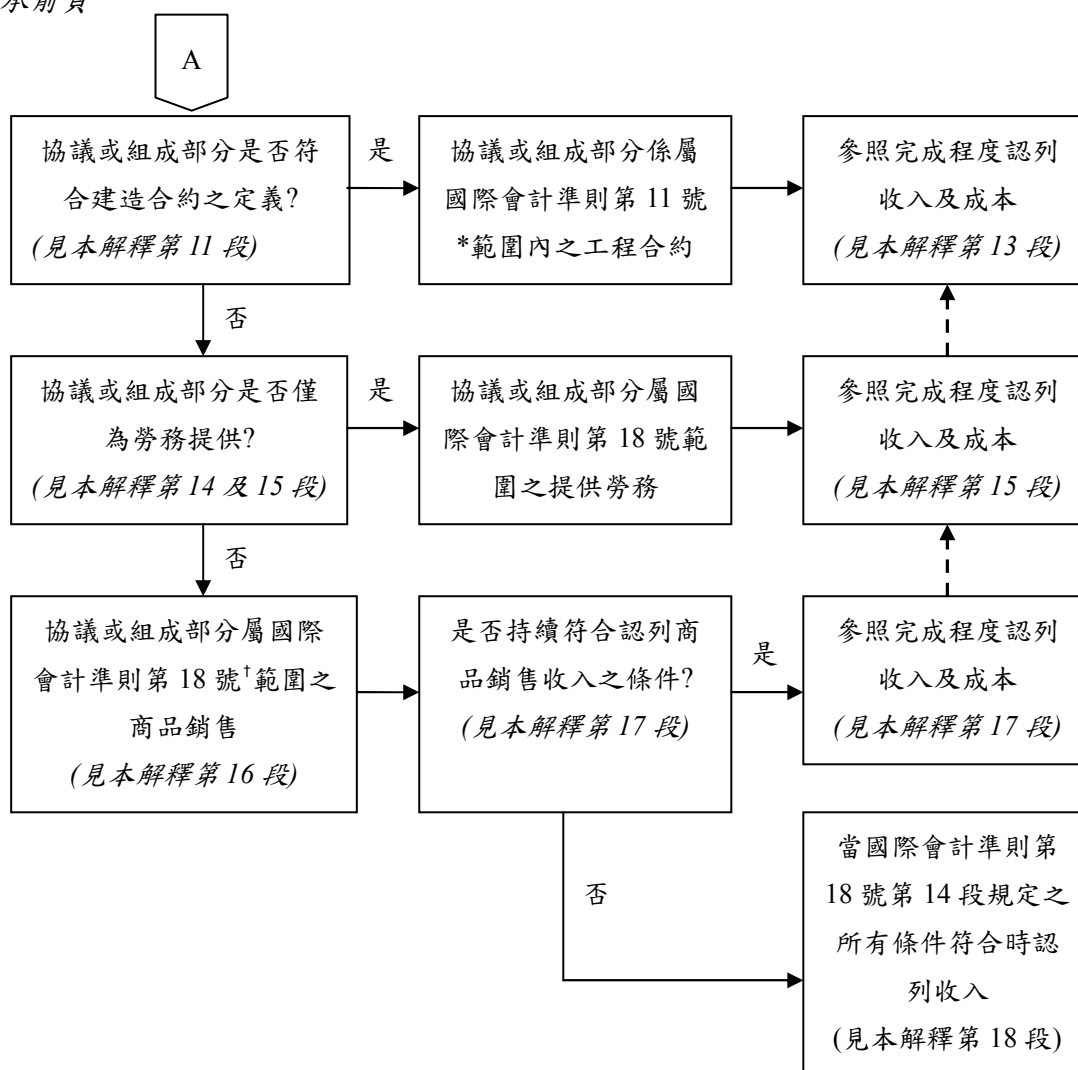 承前頁
A
協議或組成部分是否符
合建造合約之定義?
(見本解釋第 11 段)
是
協議或組成部分係屬
國際會計準則第 11 號
*範圍內之工程合約
參照完成程度認列
收入及成本
(見本解釋第 13 段)
否
協議或組成部分是否僅
為勞務提供?
(見本解釋第 14 及 15 段)
是
協議或組成部分屬國
際會計準則第 18 號範
圍之提供勞務
參照完成程度認列
收入及成本
(見本解釋第 15 段)
否
協議或組成部分屬國際
會計準則第 18 號†範圍之
商品銷售
(見本解釋第 16 段)
是否持續符合認列商
品銷售收入之條件?
(見本解釋第 17 段)
是
參照完成程度認列
收入及成本
(見本解釋第 17 段)
否
當國際會計準則第
18 號第 14 段規定之
所有條件符合時認
列收入
(見本解釋第 18 段)